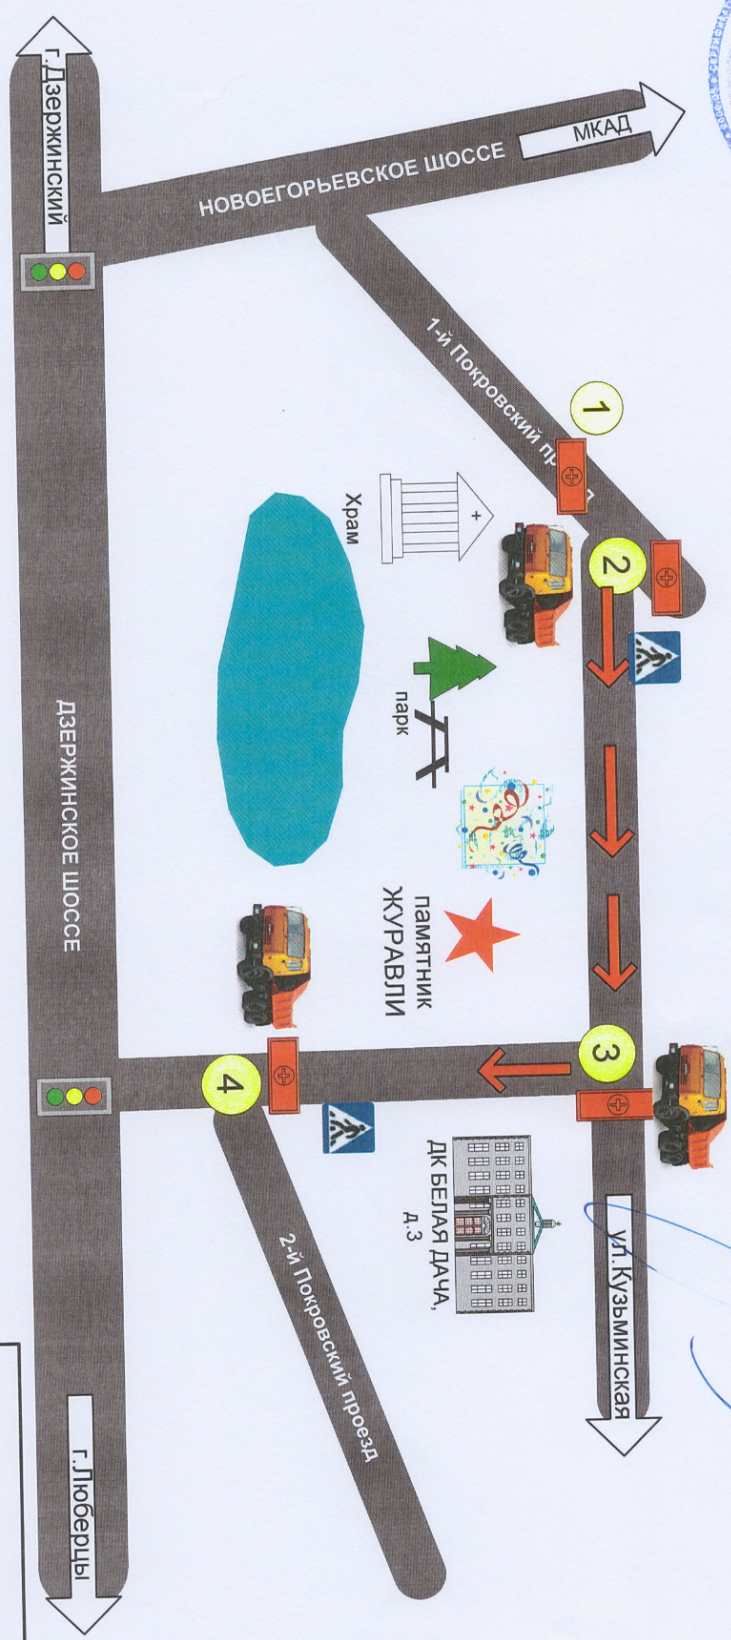 МКАД
НОВОЕГОРЬЕВСКОЕ ШОССЕ
г.Дзержинский
1-й Покровский
1
2
Храм
парк
памятник
ЖУРАВЛИ
3
4
ул.Кузьминская
ДК БЕЛАЯ ДАЧА,
д.3
2-й Покровский проезд
ДЗЕРЖИНСКОЕ ШОССЕ
г.Люберцы